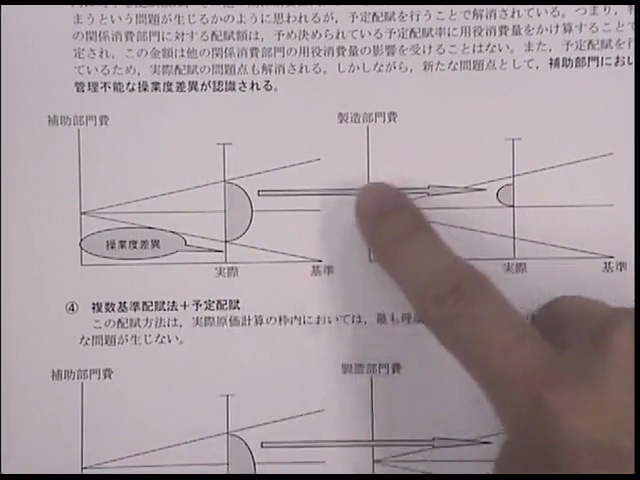 まうという問題が生じるかのように思われるが，予定配賦を行うことで解消されている。つまり，
の関係消費部門に対する配賦額は，予め決められている予定配賦率に用役消費量をかけ算することで
定され，この金額は他の関係消費部門の用役消費量の影響を受けることはない。また，予定配賦を行
ているため，実際配賦の問題点も解消される。しかしながら，新たな問題点として，補助部門におい
管理不能な操業度差異が認識される。
補助部門費
製造部門費
操業度差異
実際
基準
実際
基準
④ 複数基準配賦法＋予定配賦
この配賦方法は，実際原価計算の枠内においては，最も理
な問題が生じない。
補助部門費
製造部門費